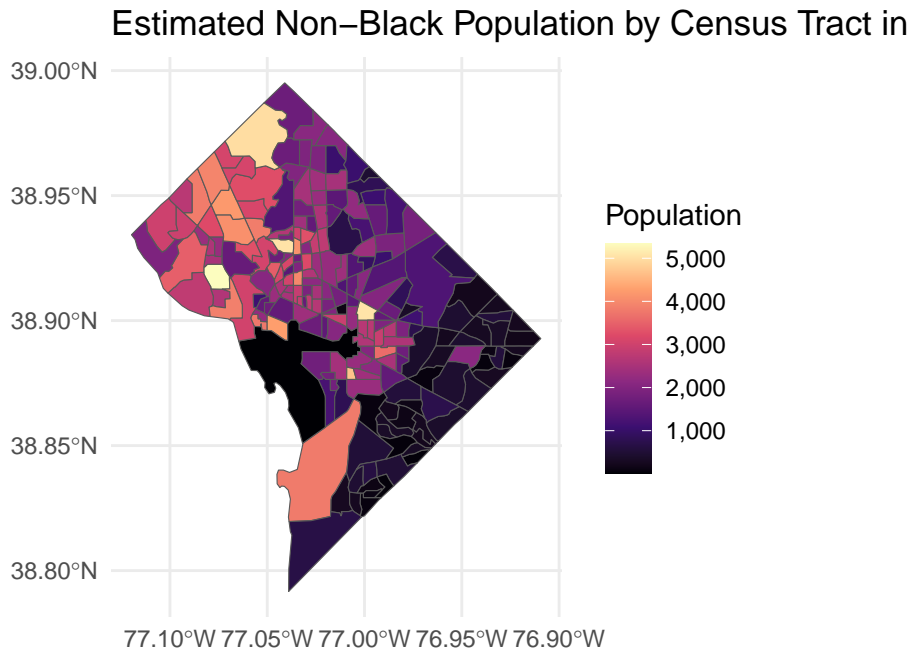 Estimated Non−Black Population by Census Tract in
39.00°N
38.95°N
38.90°N
38.85°N
38.80°N
77.10°W 77.05°W 77.00°W 76.95°W 76.90°W
Population
5,000
4,000
3,000
2,000
1,000